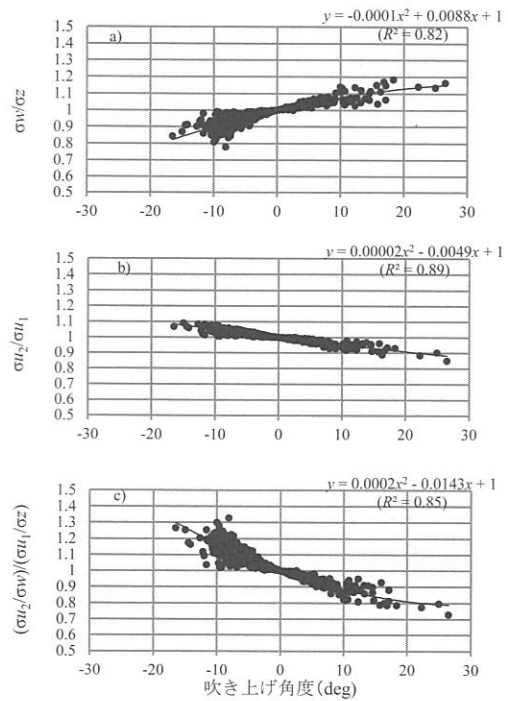 y = -0.0001x² + 0.0088x + 1
(R² = 0.82)
a)
σw/σz
1.5
1.4
1.3
1.2
1.1
1
0.9
0.8
0.7
0.6
0.5
-30 -20 -10 0 10 20 30
y = 0.00002x² - 0.0049x + 1
(R² = 0.89)
b)
σu₂/σu₁
1.5
1.4
1.3
1.2
1.1
1
0.9
0.8
0.7
0.6
0.5
-30 -20 -10 0 10 20 30
y = 0.0002x² - 0.0143x + 1
(R² = 0.85)
c)
(σu₂/σw)/(σu₁/σz)
1.5
1.4
1.3
1.2
1.1
1
0.9
0.8
0.7
0.6
0.5
-30 -20 -10 0 10 20 30
吹き上げ角度(deg)